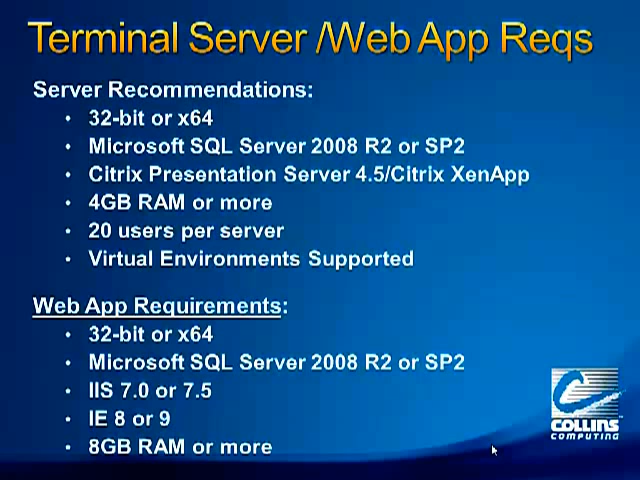 Terminal Server /Web App Reqs
Server Recommendations:
• 32-bit or x64
• Microsoft SQL Server 2008 R2 or SP2
• Citrix Presentation Server 4.5/Citrix XenApp
• 4GB RAM or more
• 20 users per server
• Virtual Environments Supported
Web App Requirements:
• 32-bit or x64
• Microsoft SQL Server 2008 R2 or SP2
• IIS 7.0 or 7.5
• IE 8 or 9
• 8GB RAM or more
COLLINS
COMPUTING